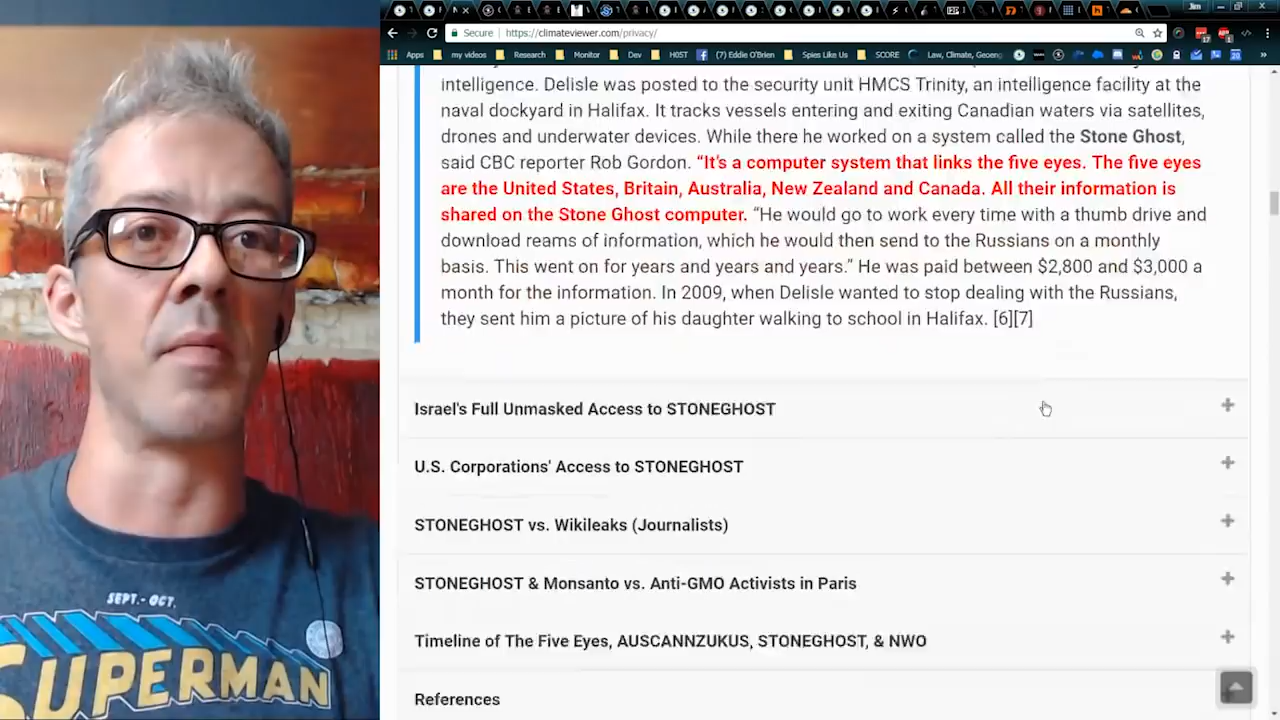 Jim
Secure | https://climateviewer.com/privacy/
Apps my videos Research Monitor Dev HOST (7) Eddie O'Brien Spies Like Us SCORE Law, Climate, Geoeng
intelligence. Delisle was posted to the security unit HMCS Trinity, an intelligence facility at the
naval dockyard in Halifax. It tracks vessels entering and exiting Canadian waters via satellites,
drones and underwater devices. While there he worked on a system called the Stone Ghost,
said CBC reporter Rob Gordon. “It’s a computer system that links the five eyes. The five eyes
are the United States, Britain, Australia, New Zealand and Canada. All their information is
shared on the Stone Ghost computer. “He would go to work every time with a thumb drive and
download reams of information, which he would then send to the Russians on a monthly
basis. This went on for years and years and years.” He was paid between $2,800 and $3,000 a
month for the information. In 2009, when Delisle wanted to stop dealing with the Russians,
they sent him a picture of his daughter walking to school in Halifax. [6][7]
Israel's Full Unmasked Access to STONEGHOST
U.S. Corporations' Access to STONEGHOST
STONEGHOST vs. Wikileaks (Journalists)
STONEGHOST & Monsanto vs. Anti-GMO Activists in Paris
Timeline of The Five Eyes, AUSCANNZUKUS, STONEGHOST, & NWO
References
SEPT.-OCT.
SUPERMAN